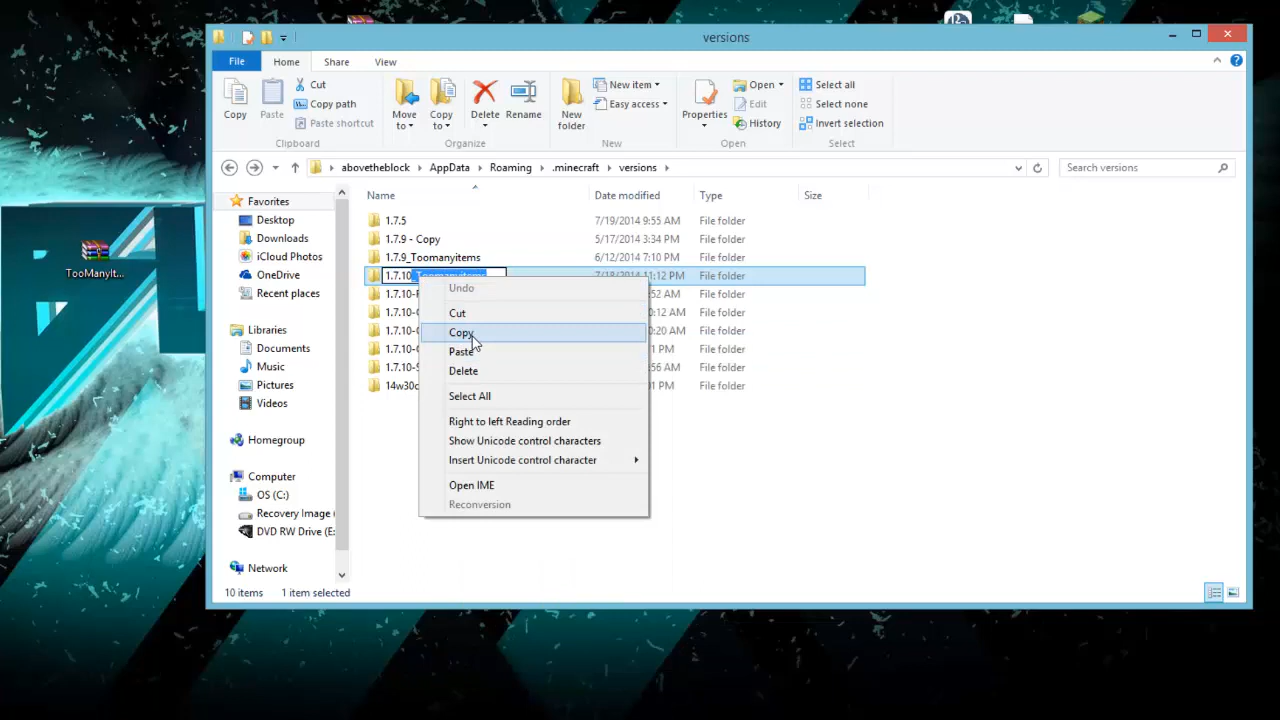 versions
File
Home
Share
View
Copy
Paste
Cut
Copy path
Paste shortcut
Clipboard
Move to
Copy to
Delete
Rename
Organize
New folder
New item
Easy access
New
Properties
Open
Edit
History
Open
Select all
Select none
Invert selection
Select
abovetheblock
AppData
Roaming
.minecraft
versions
Search versions
Name
Date modified
Type
Size
Favorites
Desktop
Downloads
iCloud Photos
OneDrive
Recent places
Libraries
Documents
Music
Pictures
Videos
Homegroup
Computer
OS (C:)
Recovery Image
DVD RW Drive (E:
Network
TooManyIt...
1.7.5 7/19/2014 9:55 AM File folder
1.7.9 - Copy 5/17/2014 3:34 PM File folder
1.7.9_Toomanyitems 6/12/2014 7:10 PM File folder
1.7.10_Toomanyitems 7/18/2014 11:12 PM File folder
1.7.10- :52 AM File folder
1.7.10- 0:12 AM File folder
1.7.10- 0:20 AM File folder
1.7.10- 1 PM File folder
1.7.10- :56 AM File folder
14w30 01 PM File folder
Undo
Cut
Copy
Paste
Delete
Select All
Right to left Reading order
Show Unicode control characters
Insert Unicode control character
Open IME
Reconversion
10 items
1 item selected